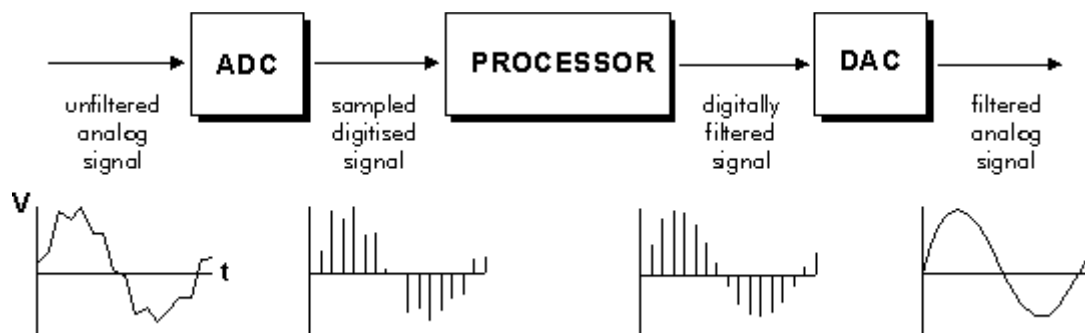 ADC
PROCESSOR
DAC
unfiltered
analog
signal
sampled
digitised
signal
digitally
filtered
signal
filtered
analog
signal
V
t